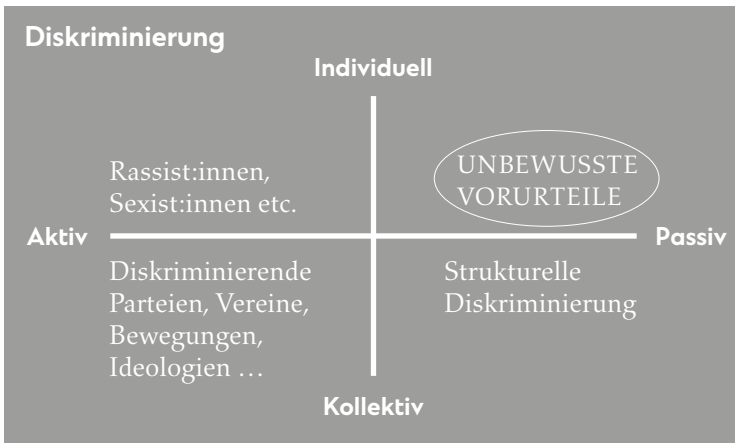 Diskriminierung
Individuell
Rassist:innen,
Sexist:innen etc.
UNBEWUSSTE
VORURTEILE
Aktiv
Passiv
Diskriminierende
Parteien, Vereine,
Bewegungen,
Ideologien …
Strukturelle
Diskriminierung
Kollektiv